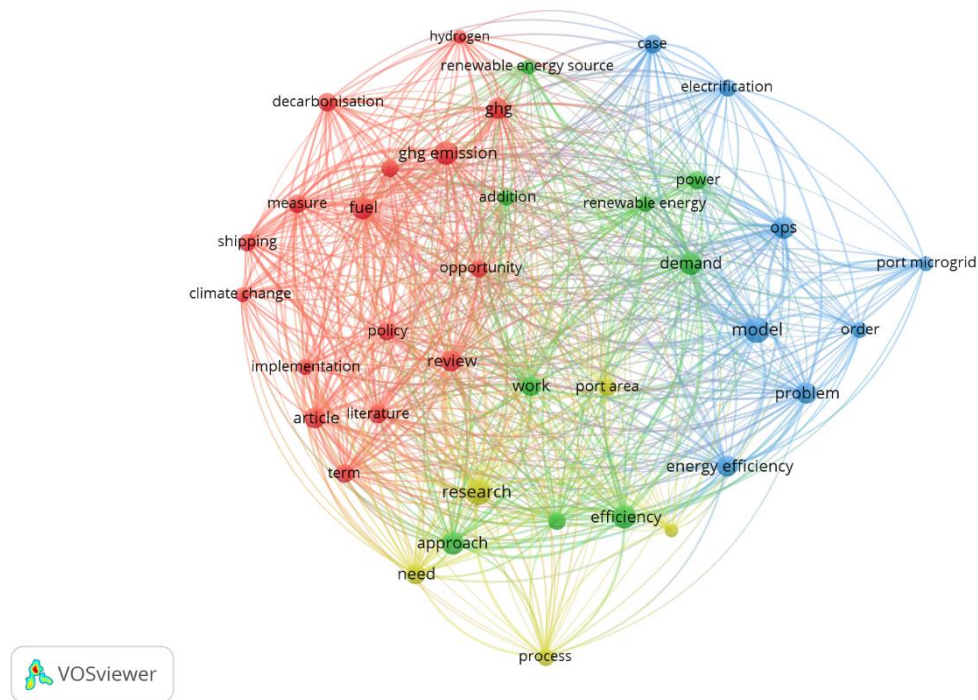 hydrogen
case
renewable energy source
electrification
decarbonisation
ghg
ghg emission
power
addition
renewable energy
measure
fuel
ops
shipping
opportunity
demand
port microgrid
climate change
policy
model
order
implementation
review
work
port area
problem
article
literature
term
energy efficiency
research
efficiency
approach
need
process
VOSviewer